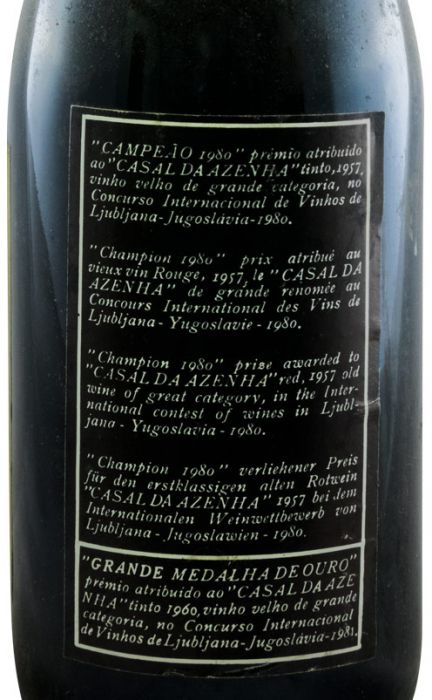 "CAMPEÃO 1980" prémio atribuido
ao "CASAL DA AZENHA" tinto, 1957,
vinho velho de grande categoria, no
Concurso Internacional de Vinhos de
Ljubljana-Jugoslávia-1980.
"Champion 1980" prix atribué au
vieux vin Rouge, 1957, le "CASAL DA
AZENHA" de grande renomée au
Concours International des Vins de
Ljubljana - Yugoslavie - 1980.
"Champion 1980" prize awarded to
"CASAL DA AZENHA" red, 1957 old
wine of great category, in the Inter-
national contest of wines in Ljubl-
jana - Yugoslavia - 1980.
"Champion 1980" verliehener Preis
für den erstklassigen alten Rotwein
"CASAL DA AZENHA" 1957 bei dem
Internationalen Weinwettbewerb von
Ljubljana - Jugoslawien - 1980.
"GRANDE MEDALHA DE OURO"
prémio atribuido ao "CASAL DA AZE
NHA" tinto 1960, vinho velho de grande
categoria, no Concurso Internacional
de Vinhos de Ljubljana-Jugoslávia-1981.